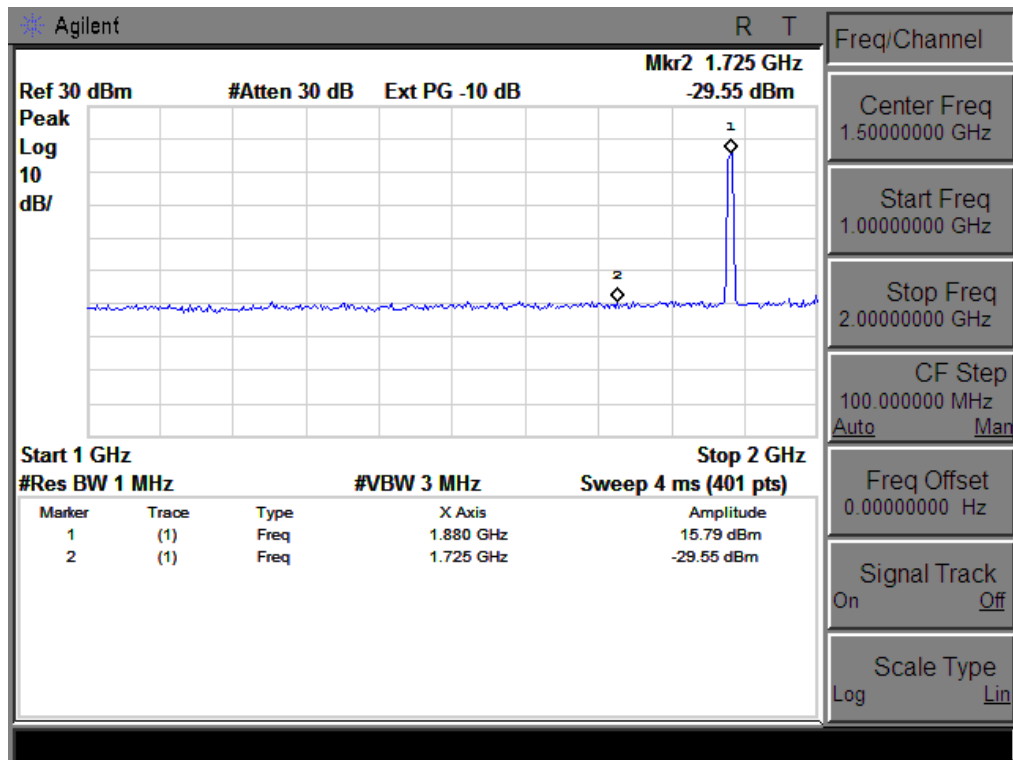 Agilent R T
Mkr2 1.725 GHz
Ref 30 dBm #Atten 30 dB Ext PG -10 dB -29.55 dBm
Peak
Log
10
dB/
1
2
Start 1 GHz Stop 2 GHz
#Res BW 1 MHz #VBW 3 MHz Sweep 4 ms (401 pts)
Marker Trace Type X Axis Amplitude
1 (1) Freq 1.880 GHz 15.79 dBm
2 (1) Freq 1.725 GHz -29.55 dBm
Freq/Channel
Center Freq
1.50000000 GHz
Start Freq
1.00000000 GHz
Stop Freq
2.00000000 GHz
CF Step
100.000000 MHz
Auto Man
Freq Offset
0.00000000 Hz
Signal Track
On Off
Scale Type
Log Lin